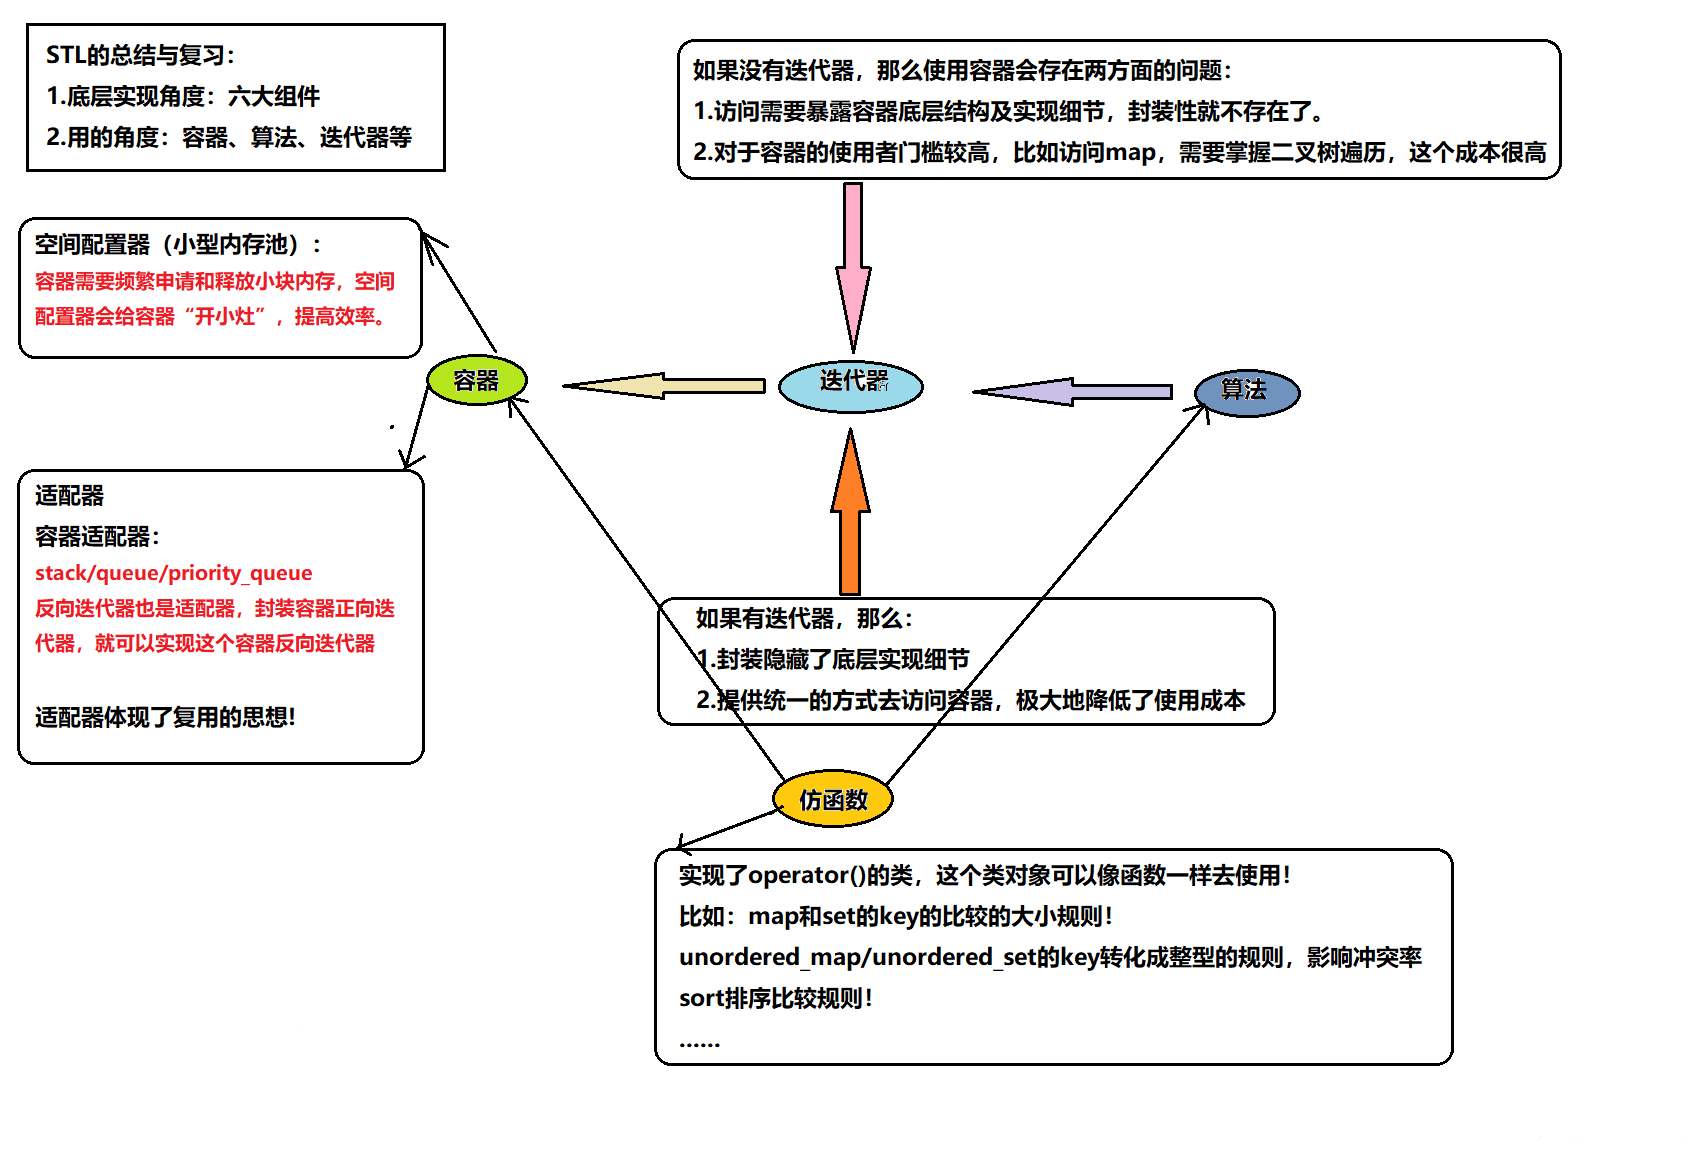 STL的总结与复习：
1.底层实现角度：六大组件
2.用的角度：容器、算法、迭代器等
如果没有迭代器，那么使用容器会存在两方面的问题：
1.访问需要暴露容器底层结构及实现细节，封装性就不存在了。
2.对于容器的使用者门槛较高，比如访问map，需要掌握二叉树遍历，这个成本很高
空间配置器（小型内存池）：
容器需要频繁申请和释放小块内存，空间
配置器会给容器“开小灶”，提高效率。
容器
迭代器
算法
适配器
容器适配器：
stack/queue/priority_queue
反向迭代器也是适配器，封装容器正向迭
代器，就可以实现这个容器反向迭代器
适配器体现了复用的思想!
如果有迭代器，那么：
1.封装隐藏了底层实现细节
2.提供统一的方式去访问容器，极大地降低了使用成本
仿函数
实现了operator()的类，这个类对象可以像函数一样去使用！
比如：map和set的key的比较的大小规则！
unordered_map/unordered_set的key转化成整型的规则，影响冲突率
sort排序比较规则！
......